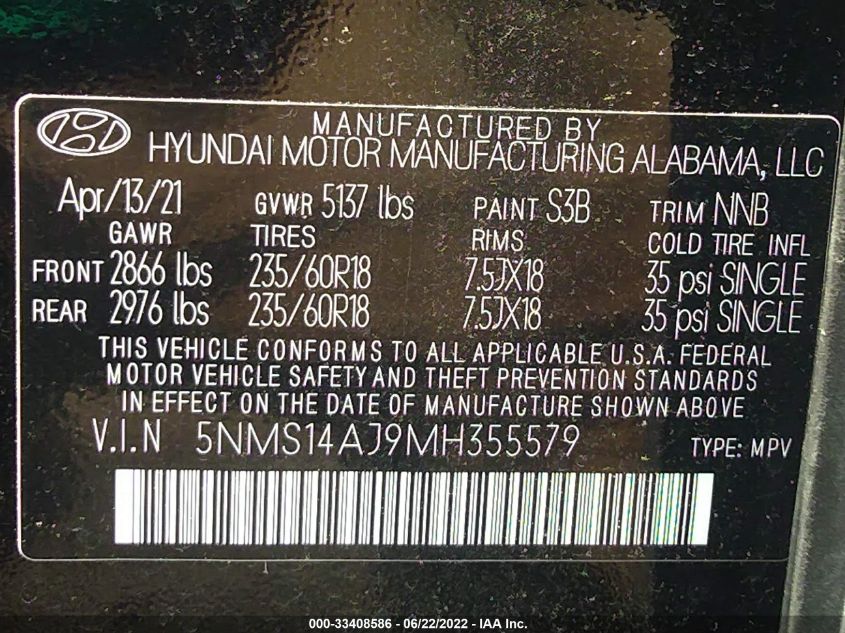 MANUFACTURED BY
HYUNDAI MOTOR MANUFACTURING ALABAMA, LLC
Apr/13/21 GVWR 5137 lbs PAINT S3B TRIM NNB
GAWR TIRES RIMS COLD TIRE INFL
FRONT 2866 lbs 235/60R18 7.5JX18 35 psi SINGLE
REAR 2976 lbs 235/60R18 7.5JX18 35 psi SINGLE
THIS VEHICLE CONFORMS TO ALL APPLICABLE U.S.A. FEDERAL
MOTOR VEHICLE SAFETY AND THEFT PREVENTION STANDARDS
IN EFFECT ON THE DATE OF MANUFACTURE SHOWN ABOVE
V.I.N 5NMS14AJ9MH355579 TYPE: MPV
000-33408586 - 06/22/2022 - IAA Inc.